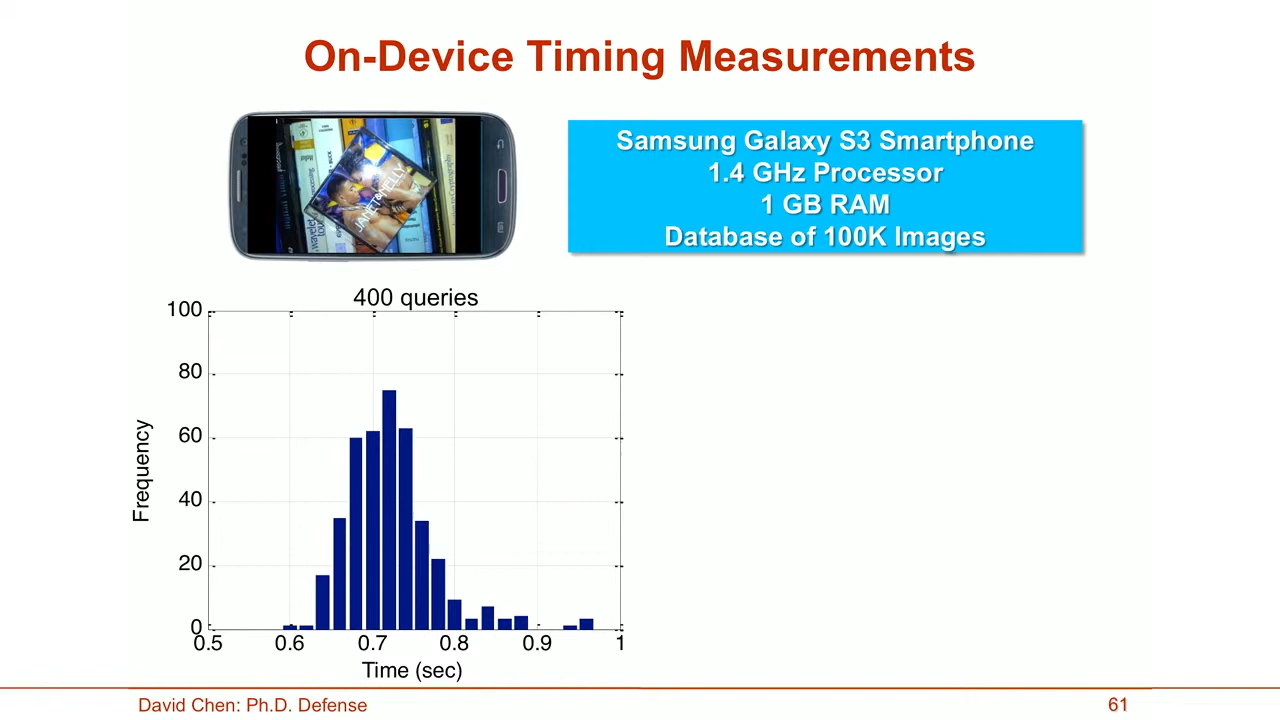 On-Device Timing Measurements
JANET & NELLY
Samsung Galaxy S3 Smartphone
1.4 GHz Processor
1 GB RAM
Database of 100K Images
400 queries
100
80
60
40
20
0
Frequency
0.5 0.6 0.7 0.8 0.9 1
Time (sec)
David Chen: Ph.D. Defense
61